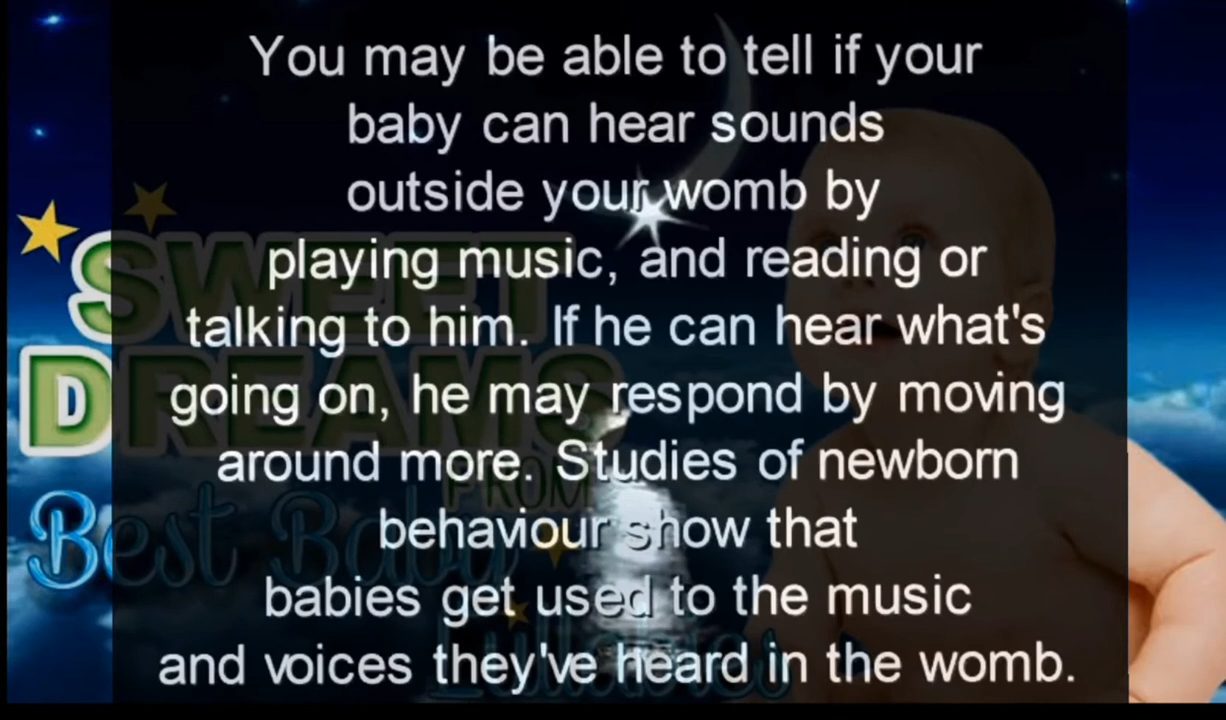 You may be able to tell if your
baby can hear sounds
outside your womb by
playing music, and reading or
talking to him. If he can hear what's
going on, he may respond by moving
around more. Studies of newborn
behaviour show that
babies get used to the music
and voices they've heard in the womb.
SWEET
DREAMS
FROM
Best Baby
Lullabies